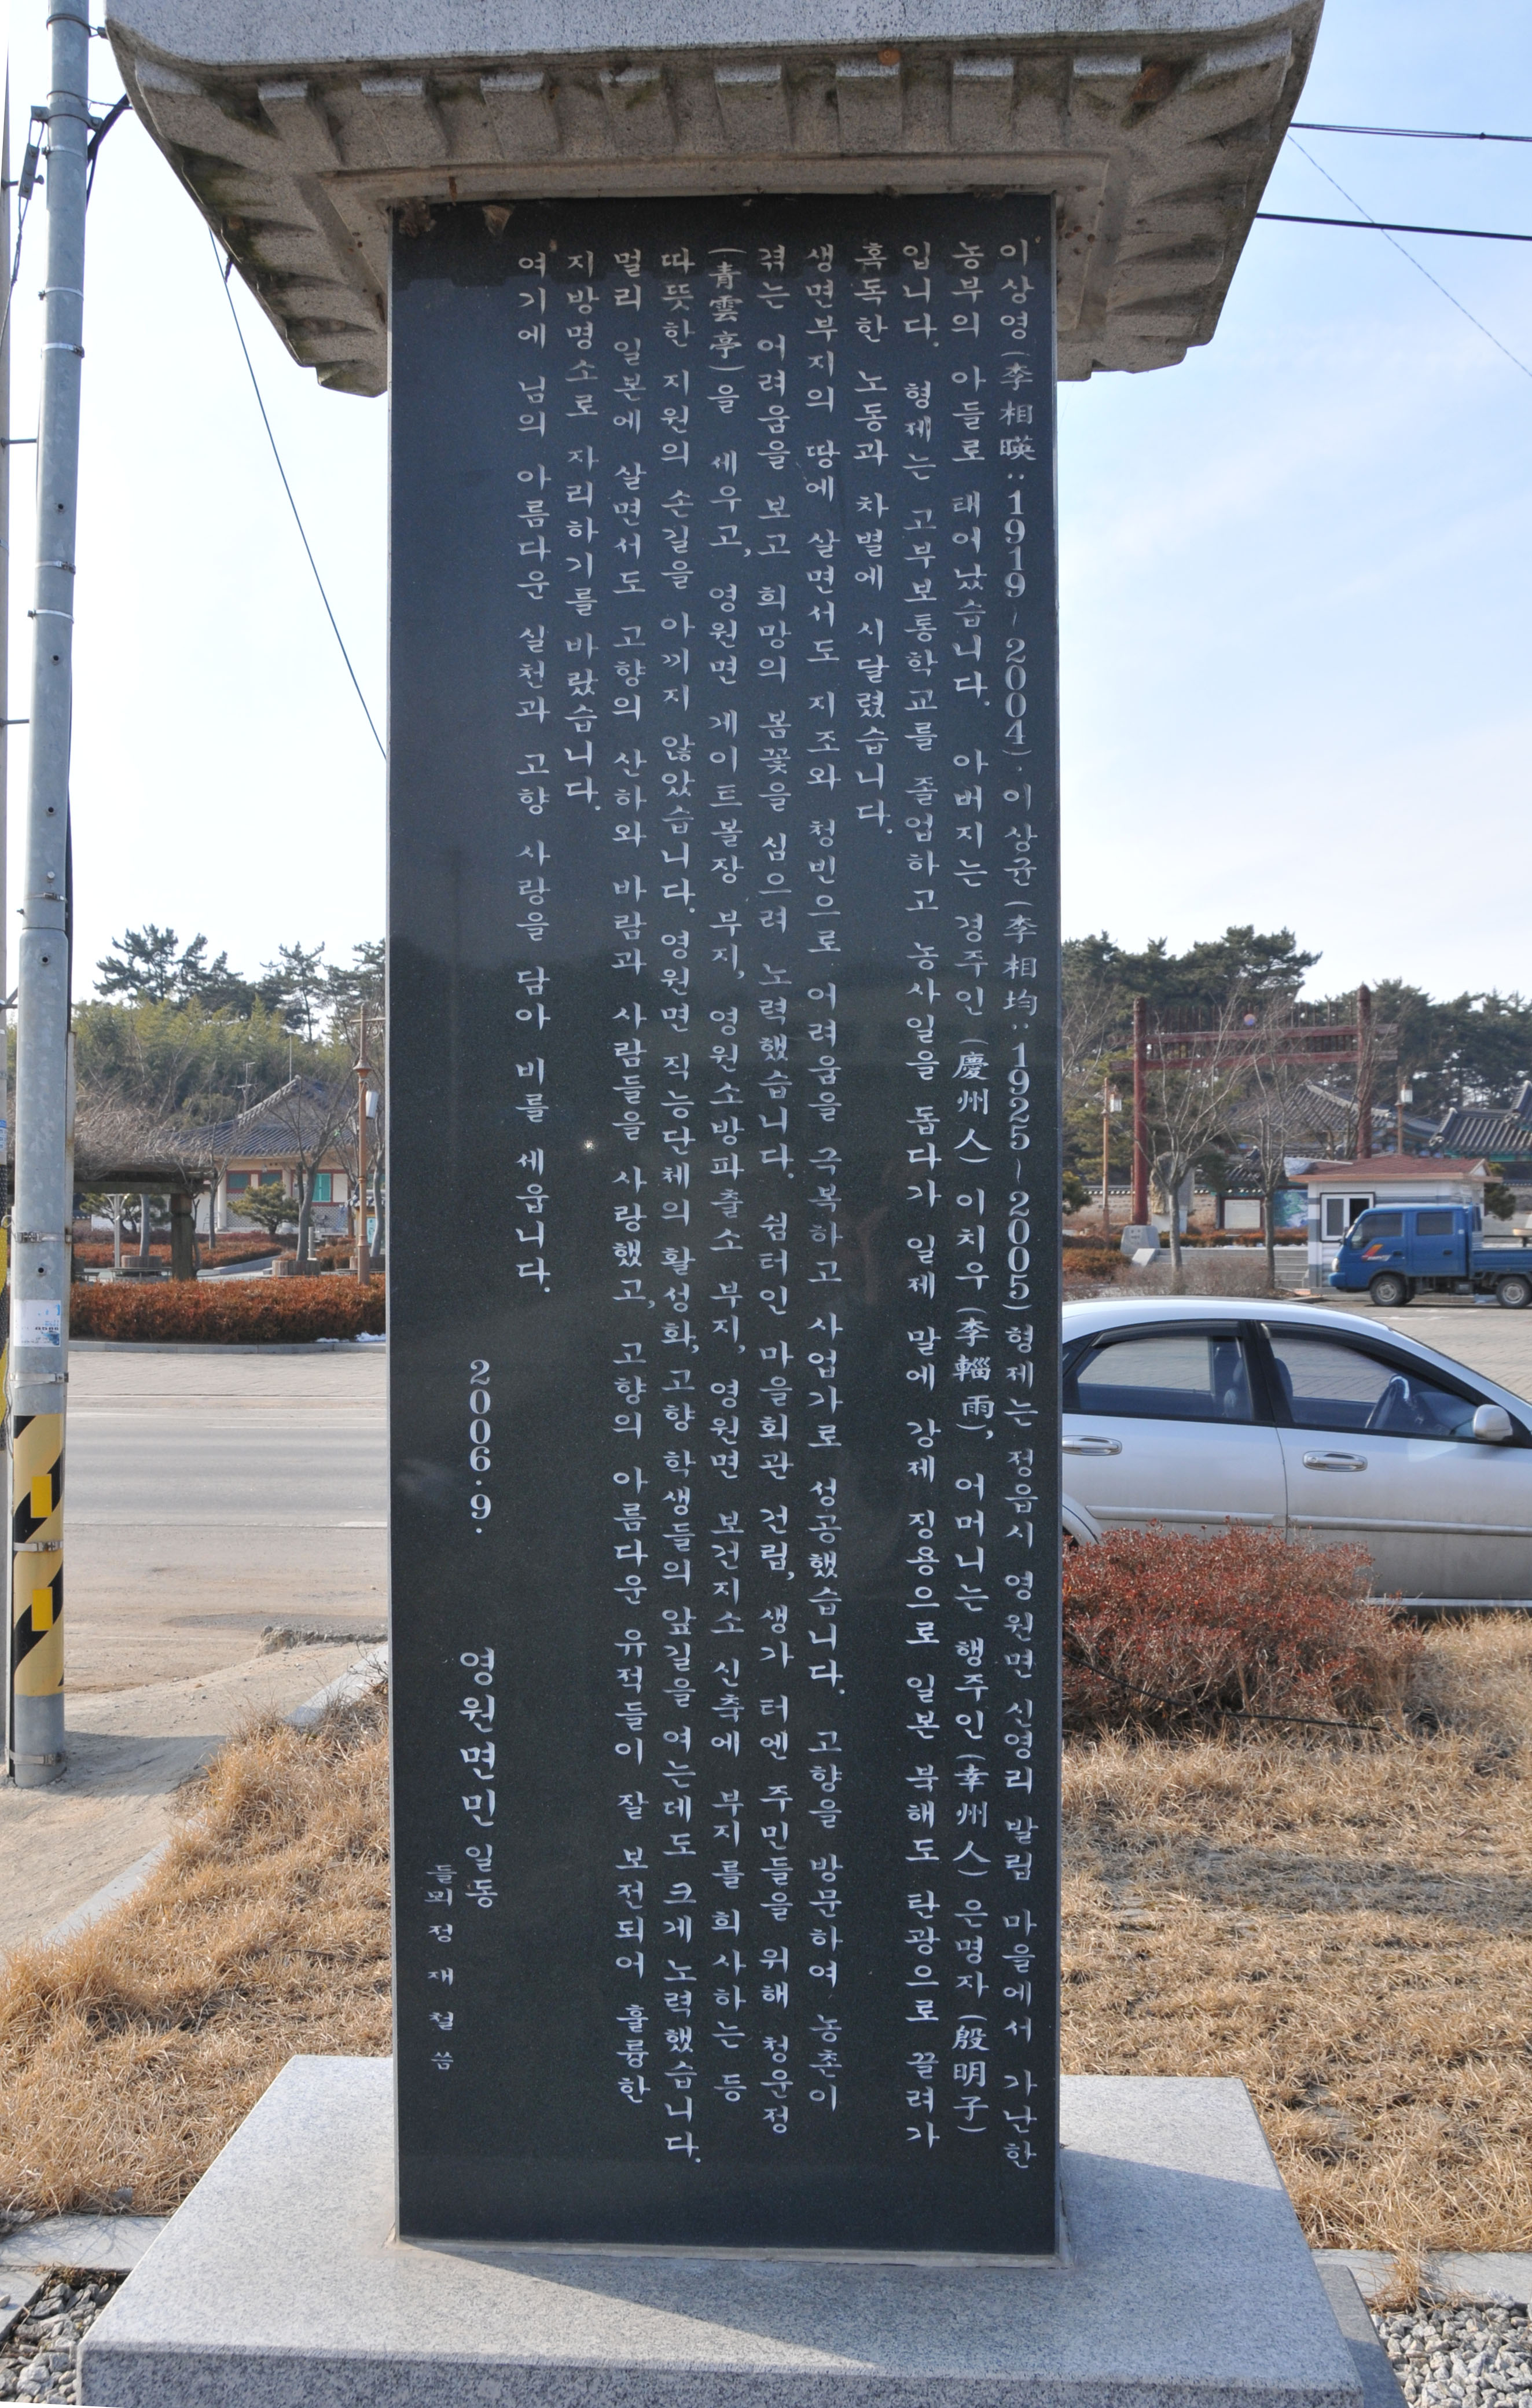 이상영(李相暎:1919~2004)·이상균(李相均:1925~2005)형제는 정읍시 영원면 신영리 발립 마을에서 가난한
농부의 아들로 태어났습니다. 아버지는 경주인(慶州人) 이치우(李輜雨), 어머니는 행주인(幸州人) 은명자(殷明子)
입니다. 형제는 고부보통학교를 졸업하고 농사일을 돕다가 일제 말에 강제 징용으로 일본 북해도 탄광으로 끌려가
혹독한 노동과 차별에 시달렸습니다.
생면부지의 땅에 살면서도 지조와 청빈으로 어려움을 극복하고 사업가로 성공했습니다. 고향을 방문하여 농촌이
겪는 어려움을 보고 희망의 봄꽃을 심으려 노력했습니다. 쉼터인 마을회관 건립, 생가 터엔 주민들을 위해 청운정
(靑雲亭)을 세우고, 영원면 게이트볼장 부지, 영원소방파출소 부지, 영원면 보건지소 신축에 부지를 희사하는 등
따뜻한 지원의 손길을 아끼지 않았습니다. 영원면 직능단체의 활성화, 고향 학생들의 앞길을 여는데도 크게 노력했습니다.
멀리 일본에 살면서도 고향의 산하와 바람과 사람들을 사랑했고, 고향의 아름다운 유적들이 잘 보전되어 훌륭한
지방명소로 자리하기를 바랐습니다.
여기에 님의 아름다운 실천과 고향 사랑을 담아 비를 세웁니다.
2006.9. 영원면민 일동
들뫼 정재철 씀